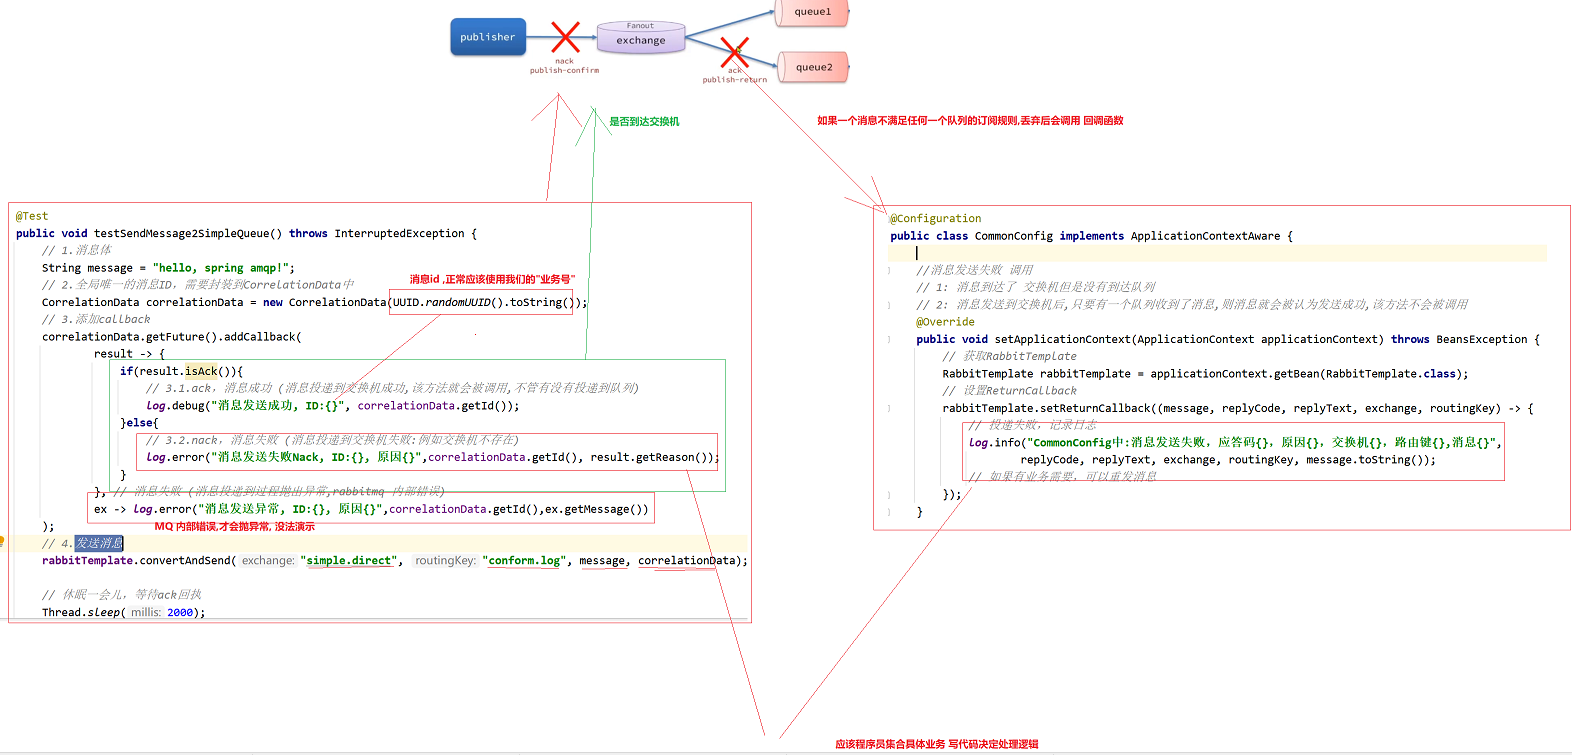 publisher
nack
publish-confirm
Fanout
exchange
ack
publish-return
queue1
queue2
是否到达交换机
如果一个消息不满足任何一个队列的订阅规则,丢弃后会调用 回调函数
@Test
public void testSendMessage2SimpleQueue() throws InterruptedException {
// 1.消息体
String message = "hello, spring amqp!";
// 2.全局唯一的消息ID，需要封装到CorrelationData中
消息id ,正常应该使用我们的"业务号"
CorrelationData correlationData = new CorrelationData(UUID.randomUUID().toString());
// 3.添加callback
correlationData.getFuture().addCallback(
result -> {
if(result.isAck()){
// 3.1.ack，消息成功 (消息投递到交换机成功,该方法就会被调用,不管有没有投递到队列)
log.debug("消息发送成功, ID:{}", correlationData.getId());
}else{
// 3.2.nack，消息失败 (消息投递到交换机失败:例如交换机不存在)
log.error("消息发送失败Nack, ID:{}, 原因{}",correlationData.getId(), result.getReason());
}
}, // 消息失败 (消息投递到过程抛出异常,rabbitmq 内部错误)
ex -> log.error("消息发送异常, ID:{}, 原因{}",correlationData.getId(),ex.getMessage())
MQ 内部错误,才会抛异常, 没法演示
);
// 4.发送消息
rabbitTemplate.convertAndSend( exchange: "simple.direct", routingKey: "conform.log", message, correlationData);
// 休眠一会儿，等待ack回执
Thread.sleep( millis: 2000);
@Configuration
public class CommonConfig implements ApplicationContextAware {
//消息发送失败 调用
// 1: 消息到达了 交换机但是没有到达队列
// 2: 消息发送到交换机后,只要有一个队列收到了消息,则消息就会被认为发送成功,该方法不会被调用
@Override
public void setApplicationContext(ApplicationContext applicationContext) throws BeansException {
// 获取RabbitTemplate
RabbitTemplate rabbitTemplate = applicationContext.getBean(RabbitTemplate.class);
// 设置ReturnCallback
rabbitTemplate.setReturnCallback((message, replyCode, replyText, exchange, routingKey) -> {
// 投递失败，记录日志
log.info("CommonConfig中:消息发送失败，应答码{}，原因{}，交换机{}，路由键{},消息{}",
replyCode, replyText, exchange, routingKey, message.toString());
// 如果有业务需要，可以重发消息
});
}
应该程序员集合具体业务 写代码决定处理逻辑